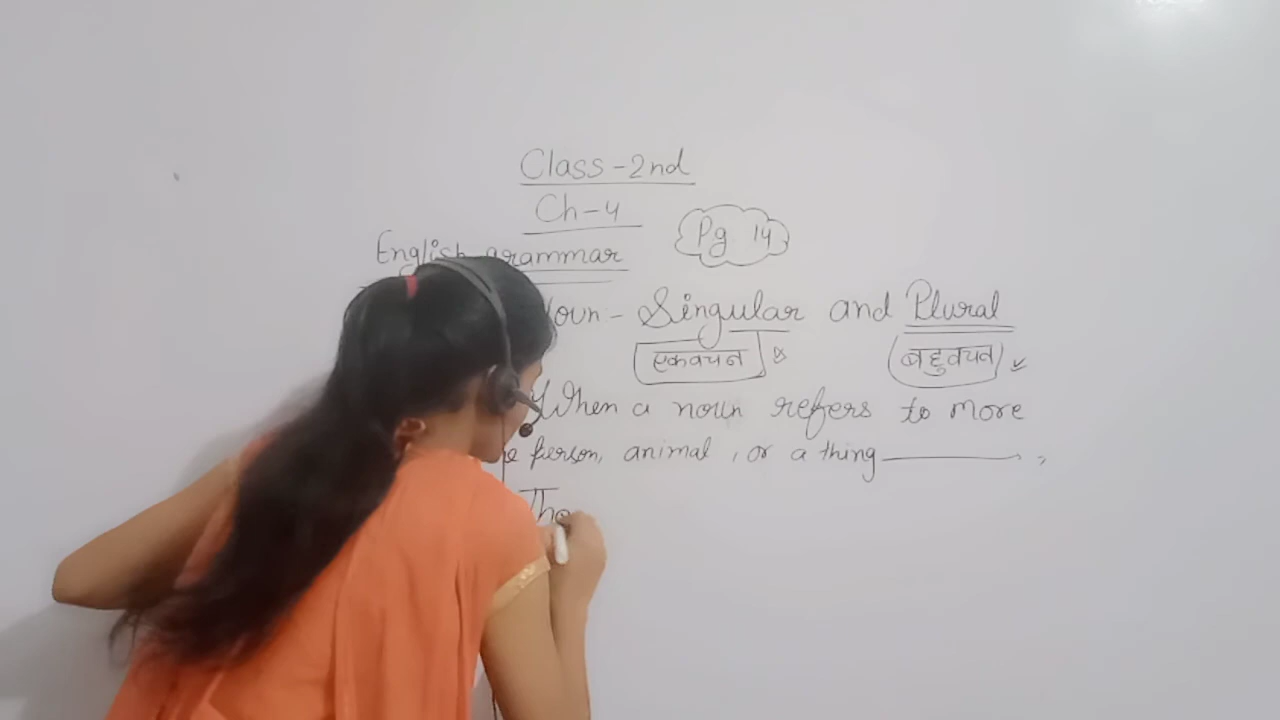 Class-2nd
Ch-4
Pg 14
English grammar
Noun:- Singular and Plural
एकवचन बहुवचन
When a noun refers to more
person, animal, or a thing
The